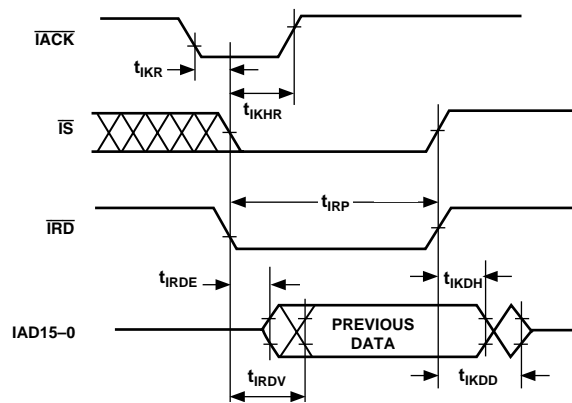 IACK
tIKR
tIKHR
IS
tIRP
IRD
tIRDE
tIKDH
IAD15–0
PREVIOUS
DATA
tIKDD
tIRDV